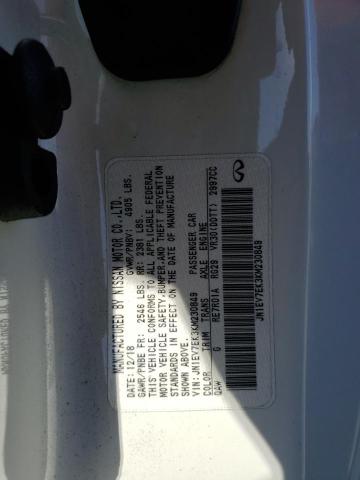 MANUFACTURED BY NISSAN MOTOR CO.,LTD.
DATE: 12/18 GVWR/PNBV: 4905 LBS.
GAWR/PNBE FR: 2546 LBS. RR: 2381 LBS.
THIS VEHICLE CONFORMS TO ALL APPLICABLE FEDERAL
MOTOR VEHICLE SAFETY,BUMPER,AND THEFT PREVENTION
STANDARDS IN EFFECT ON THE DATE OF MANUFACTURE
SHOWN ABOVE.
VIN: JN1EV7EK3KM230849 PASSENGER CAR
COLOR TRIM TRANS AXLE ENGINE
QAW G RE7R01A RG29 YR30(DDTT) 2997CC
JN1EV7EK3KM230849